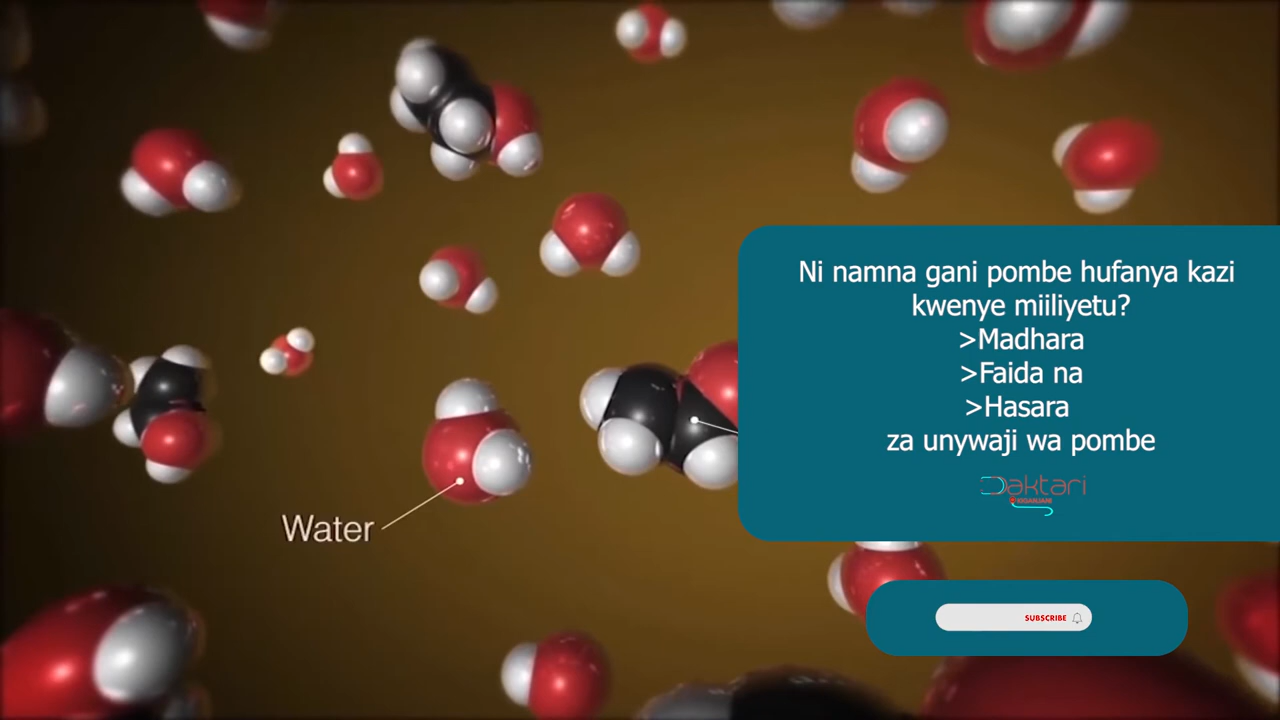 Ni namna gani pombe hufanya kazi
kwenye miiliyetu?
>Madhara
>Faida na
>Hasara
za unywaji wa pombe
Daktari
KIGANJANI
Water
SUBSCRIBE